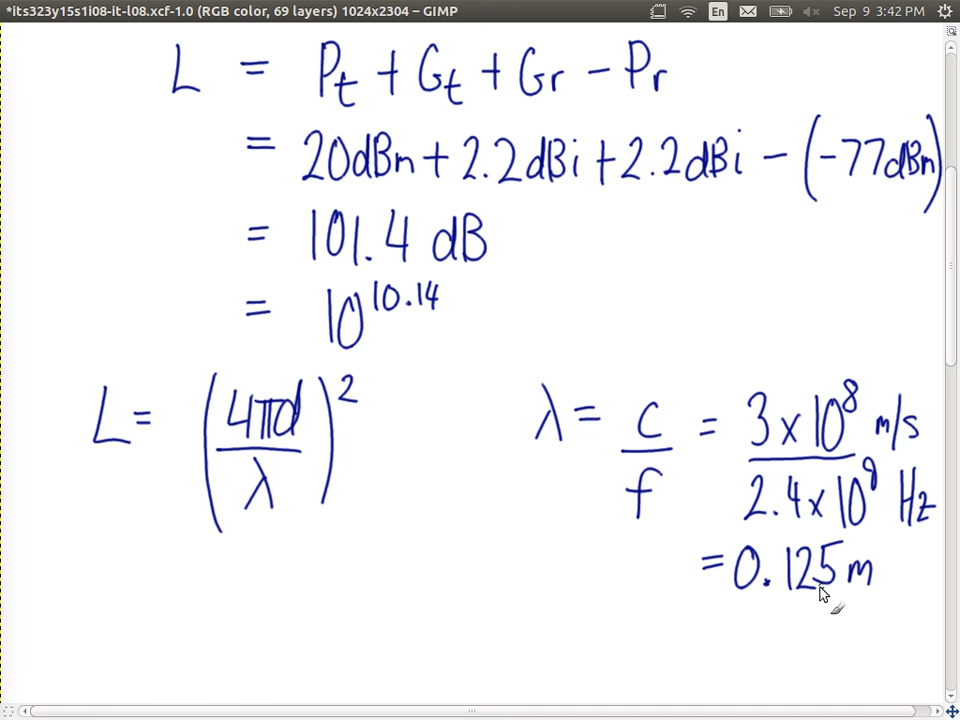 *its323y15s1i08-it-l08.xcf-1.0 (RGB color, 69 layers) 1024x2304 – GIMP En Sep 9 3:42 PM
L = Pt + Gt + Gr − Pr
= 20dBm + 2.2dBi + 2.2dBi − (−77dBm)
= 101.4 dB
= 10^10.14
L = (4πd/λ)^2 λ = c/f = 3 x 10^8 m/s / 2.4 x 10^9 Hz
= 0.125m